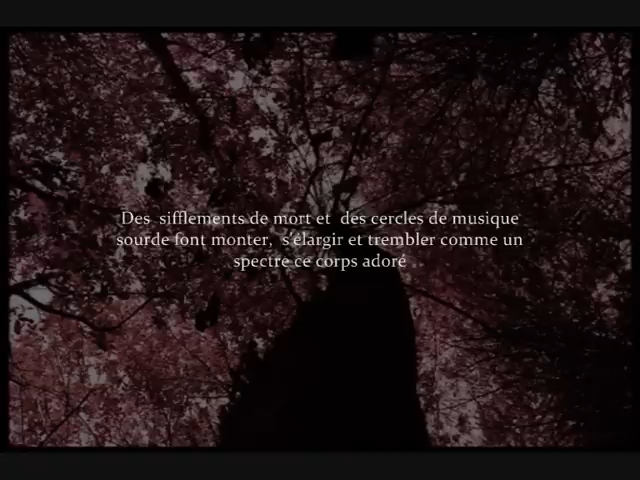 Des sifflements de mort et des cercles de musique
sourde font monter, s'élargir et trembler comme un
spectre ce corps adoré